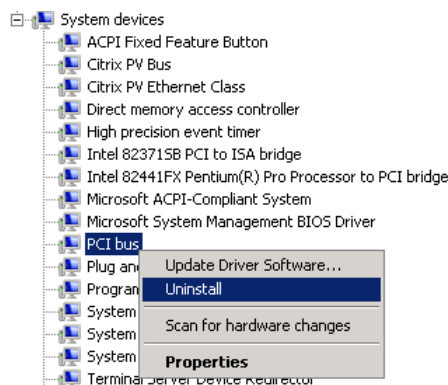 System devices
ACPI Fixed Feature Button
Citrix PV Bus
Citrix PV Ethernet Class
Direct memory access controller
High precision event timer
Intel 82371SB PCI to ISA bridge
Intel 82441FX Pentium(R) Pro Processor to PCI bridge
Microsoft ACPI-Compliant System
Microsoft System Management BIOS Driver
PCI bus
Plug an
Update Driver Software...
Program
Uninstall
System
Scan for hardware changes
System
System
Properties
Terminal Server Device Redirector